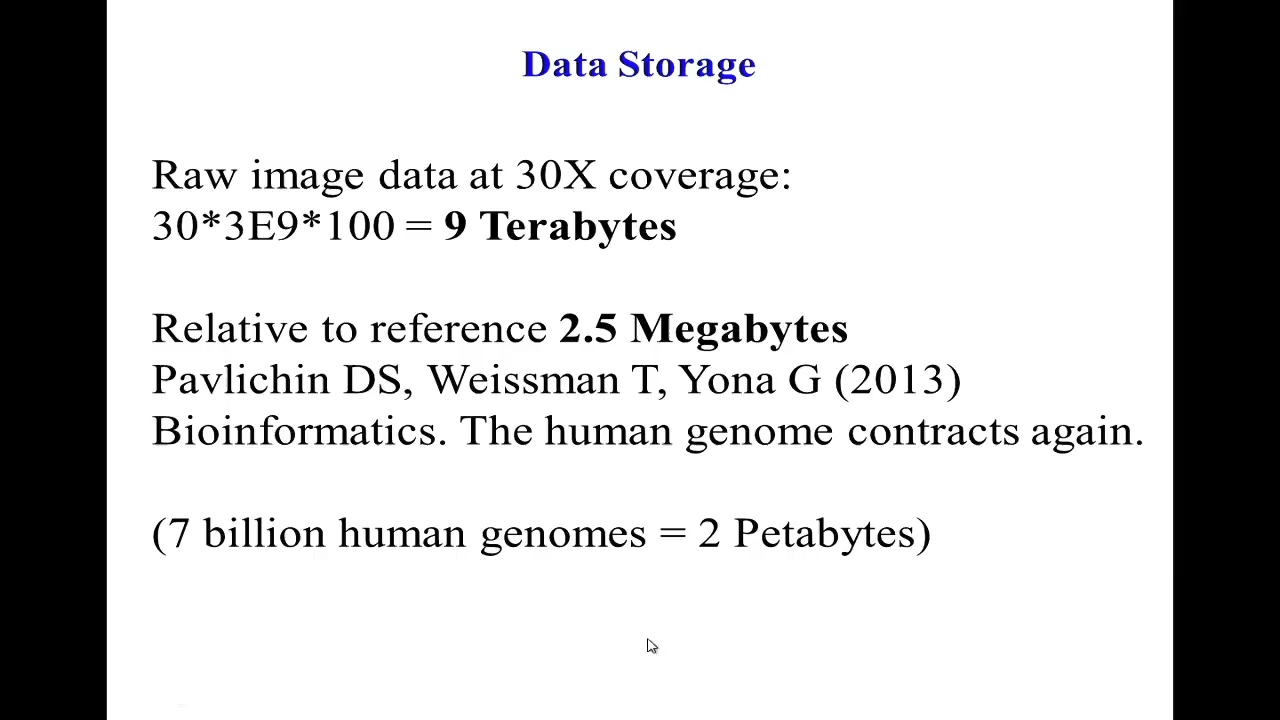 Data Storage
Raw image data at 30X coverage:
30*3E9*100 = 9 Terabytes
Relative to reference 2.5 Megabytes
Pavlichin DS, Weissman T, Yona G (2013)
Bioinformatics. The human genome contracts again.
(7 billion human genomes = 2 Petabytes)